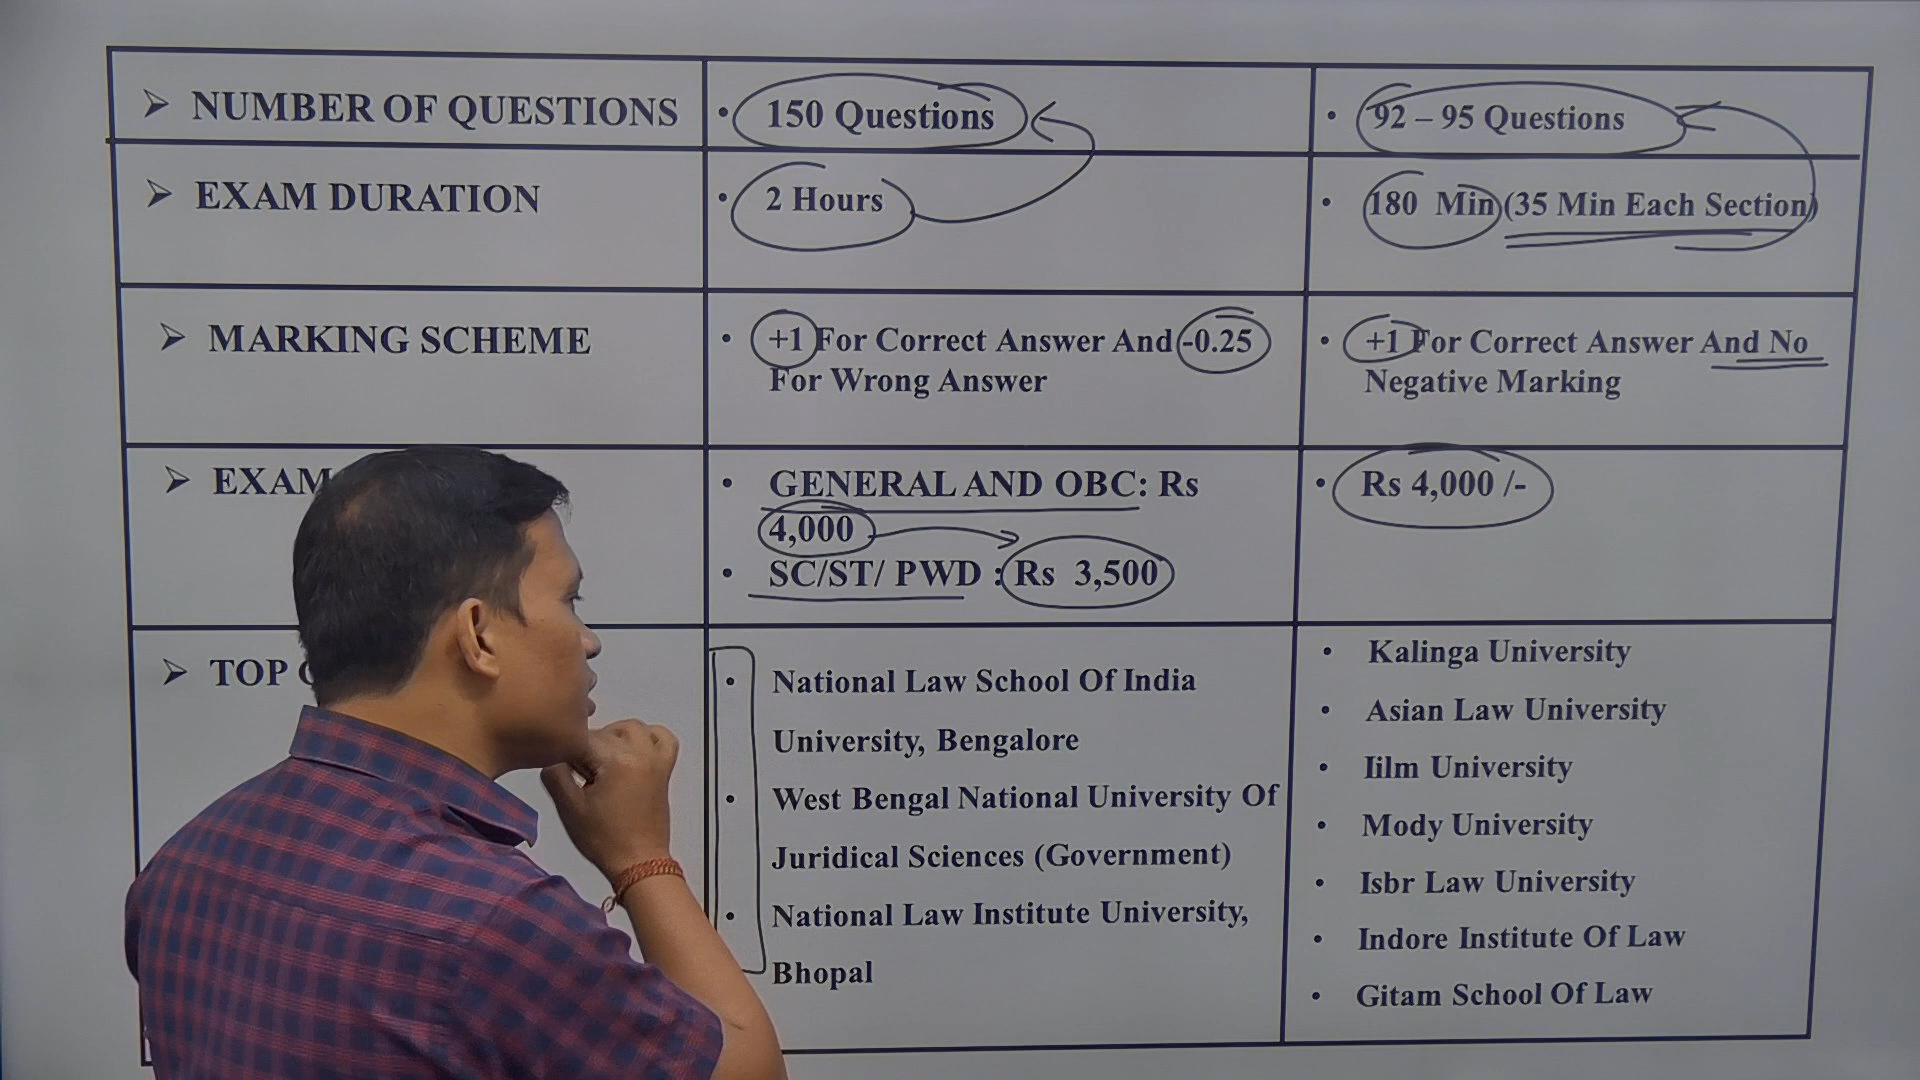 ➢ NUMBER OF QUESTIONS
• 150 Questions
• 92 – 95 Questions
➢ EXAM DURATION
• 2 Hours
• 180 Min (35 Min Each Section)
➢ MARKING SCHEME
• +1 For Correct Answer And -0.25
For Wrong Answer
• +1 For Correct Answer And No
Negative Marking
➢ EXAM
• GENERAL AND OBC: Rs
4,000
• SC/ST/ PWD : Rs 3,500
• Rs 4,000 /-
➢ TOP
• National Law School Of India
University, Bengalore
• West Bengal National University Of
Juridical Sciences (Government)
• National Law Institute University,
Bhopal
• Kalinga University
• Asian Law University
• Iilm University
• Mody University
• Isbr Law University
• Indore Institute Of Law
• Gitam School Of Law